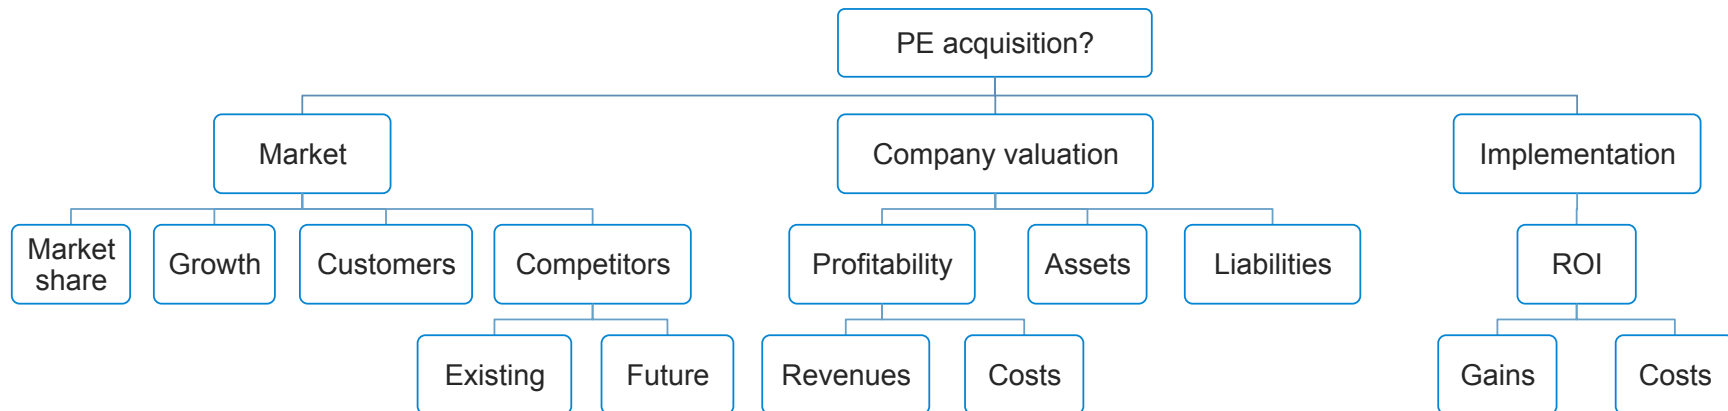 PE acquisition?
Market
Company valuation
Implementation
Market
share
Growth
Customers
Competitors
Profitability
Assets
Liabilities
ROI
Existing
Future
Revenues
Costs
Gains
Costs